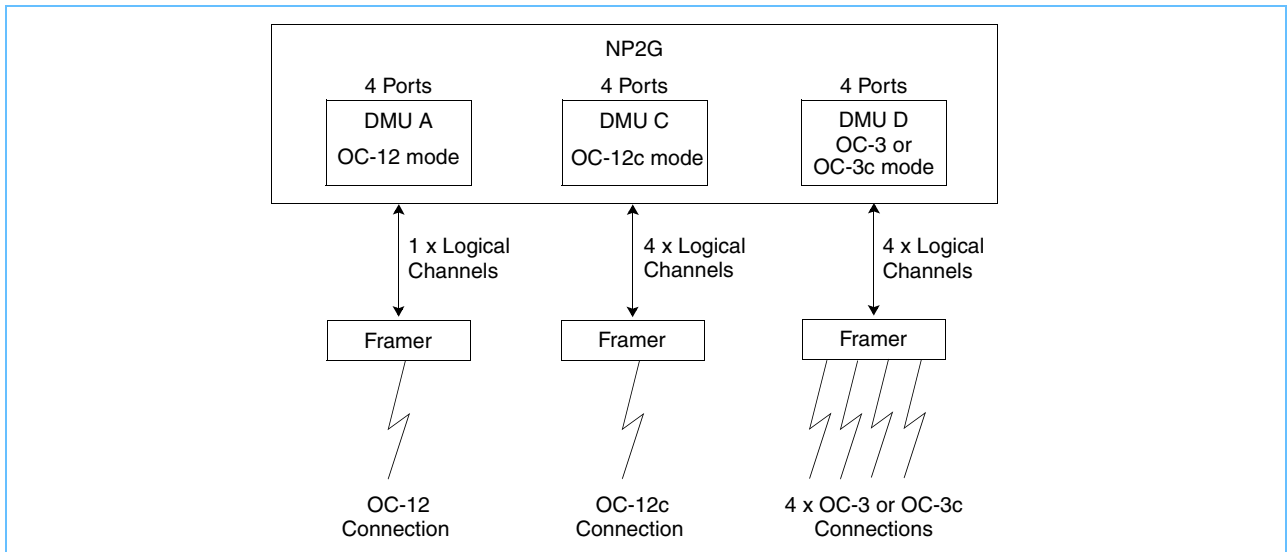 NP2G
4 Ports
4 Ports
4 Ports
DMU A
OC-12 mode
DMU C
OC-12c mode
DMU D
OC-3 or
OC-3c mode
1 x Logical
Channels
4 x Logical
Channels
4 x Logical
Channels
Framer
Framer
Framer
OC-12
Connection
OC-12c
Connection
4 x OC-3 or OC-3c
Connections